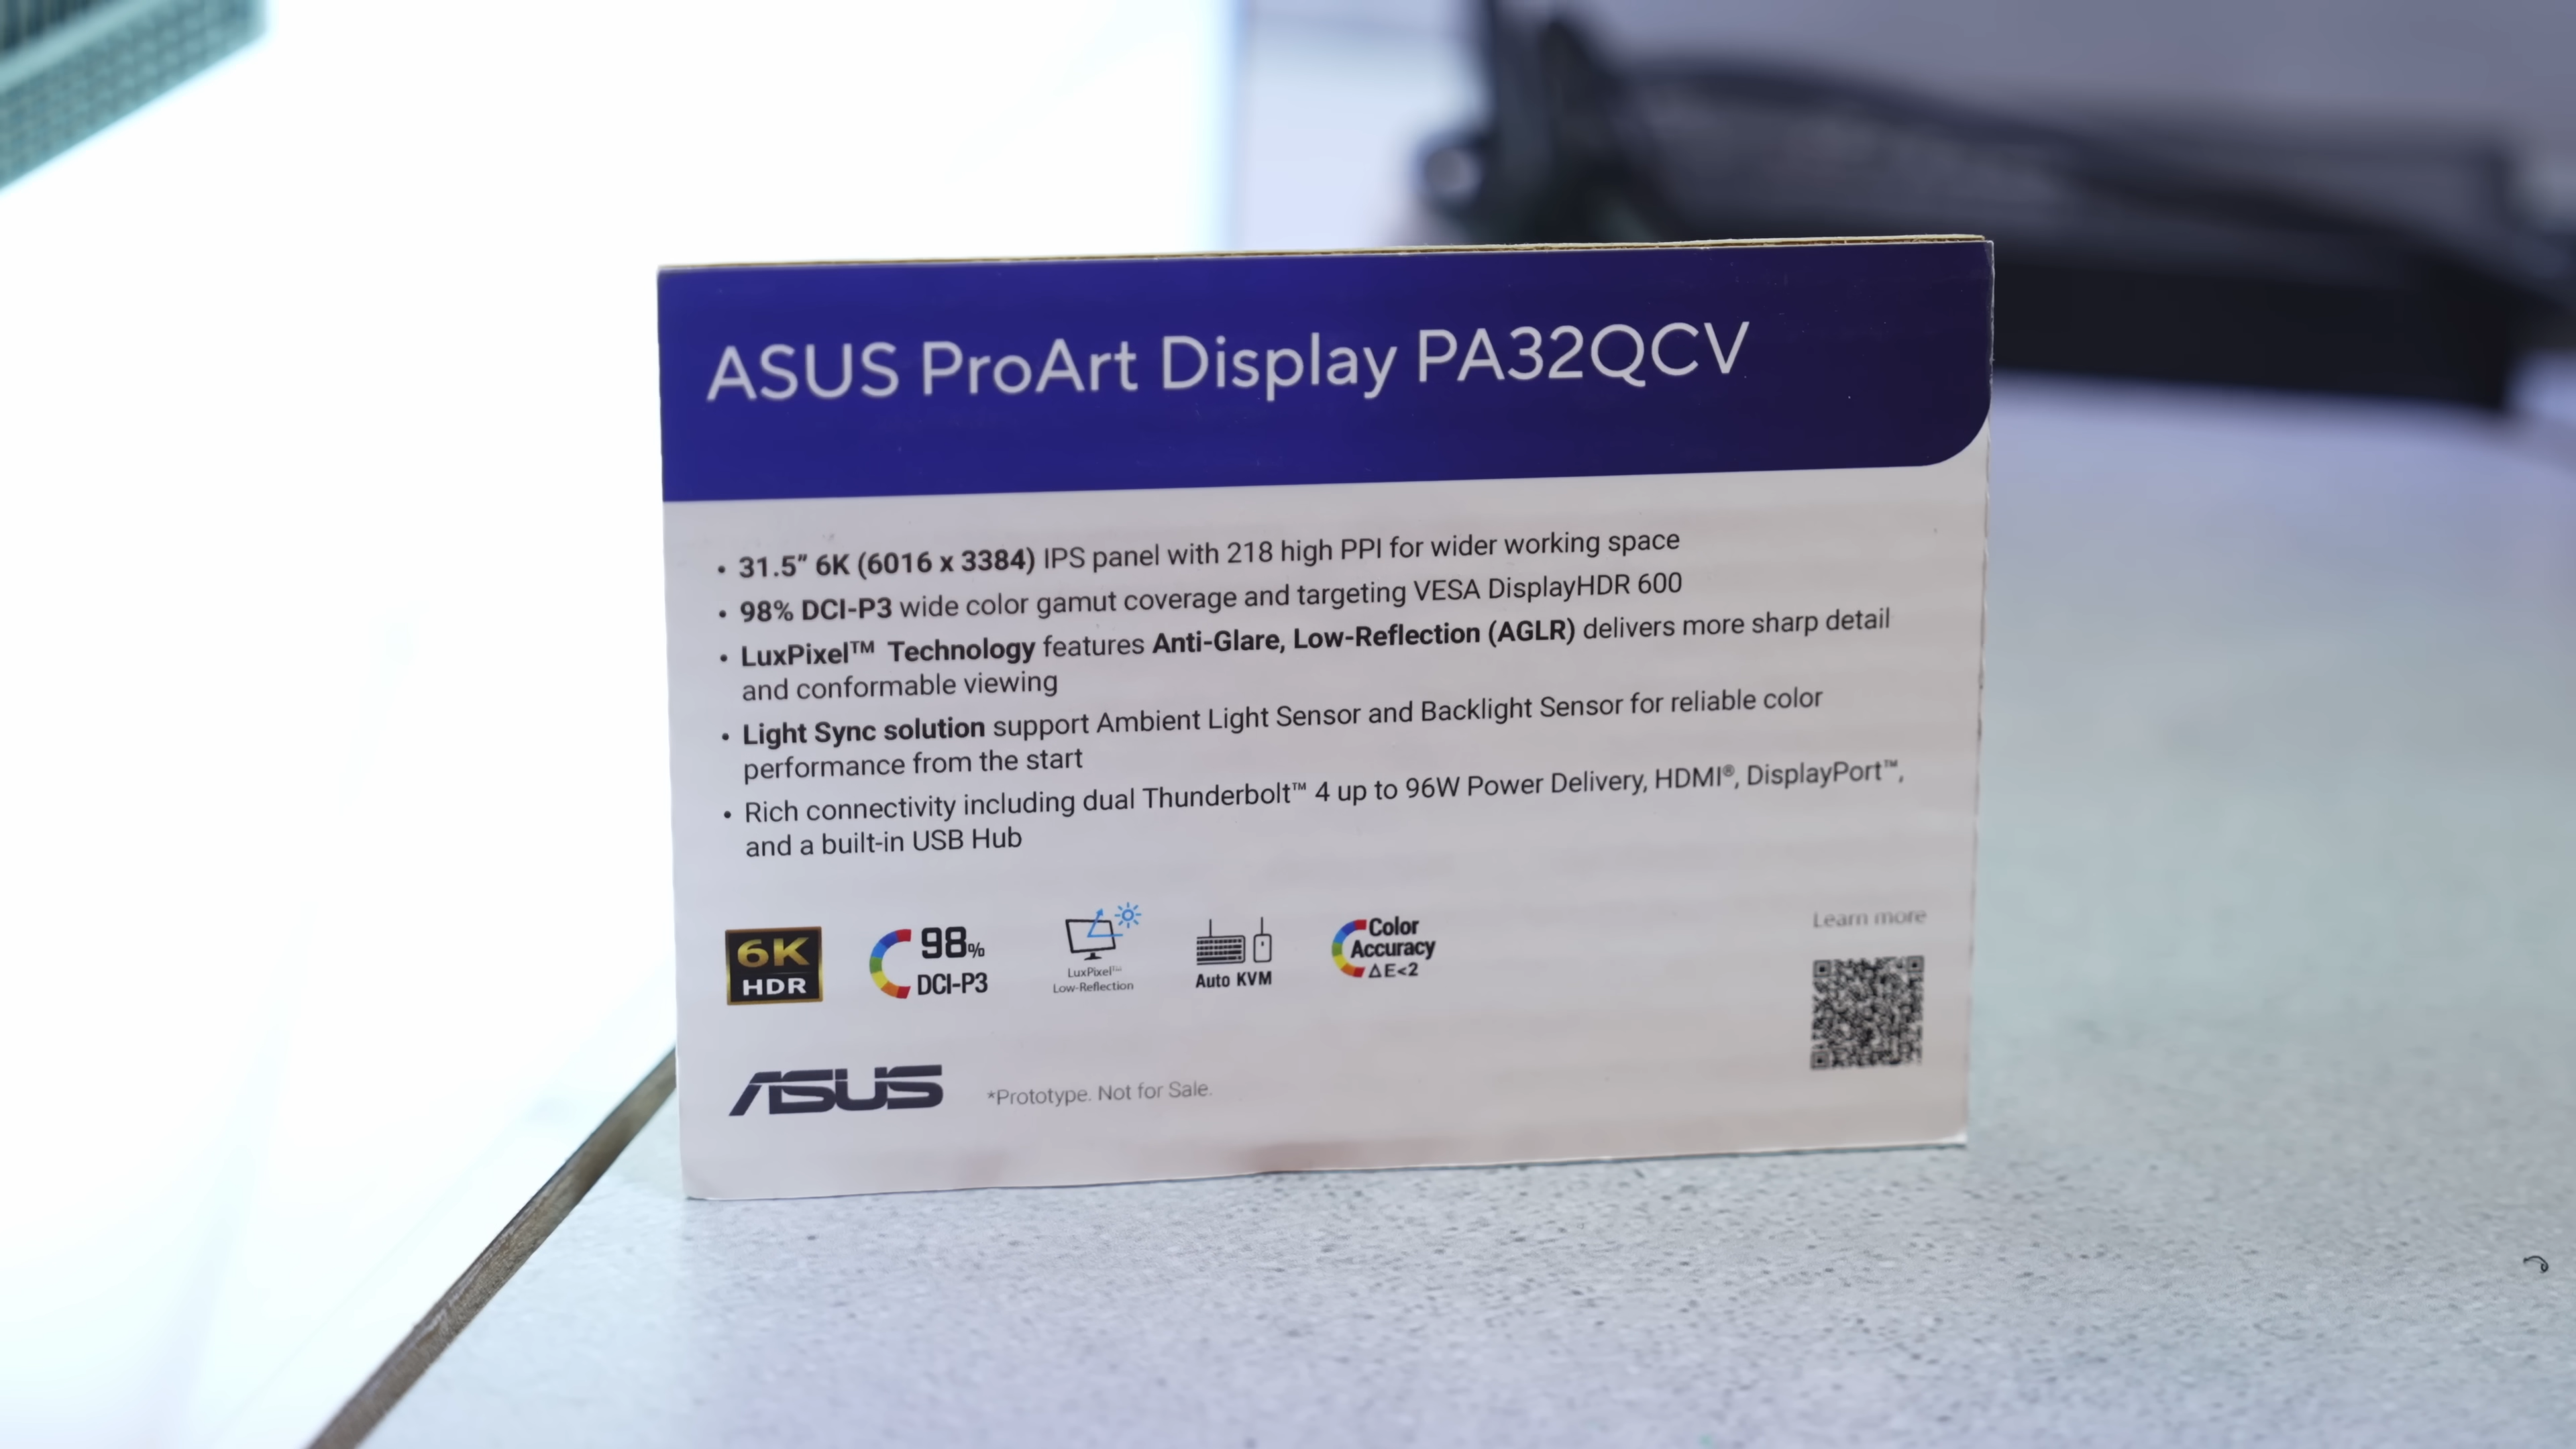 ASUS ProArt Display PA32QCV
• 31.5” 6K (6016 x 3384) IPS panel with 218 high PPI for wider working space
• 98% DCI-P3 wide color gamut coverage and targeting VESA DisplayHDR 600
• LuxPixel™ Technology features Anti-Glare, Low-Reflection (AGLR) delivers more sharp detail
and conformable viewing
• Light Sync solution support Ambient Light Sensor and Backlight Sensor for reliable color
performance from the start
• Rich connectivity including dual Thunderbolt™ 4 up to 96W Power Delivery, HDMI®, DisplayPort™,
and a built-in USB Hub
6K
HDR
98%
DCI-P3
LuxPixel™
Low-Reflection
Auto KVM
Color
Accuracy
ΔE<2
Learn more
ASUS
*Prototype. Not for Sale.